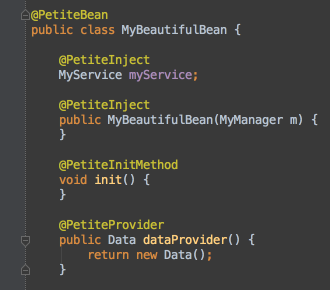 @PetiteBean
public class MyBeautifulBean {
@PetiteInject
MyService myService;
@PetiteInject
public MyBeautifulBean(MyManager m) {
}
@PetiteInitMethod
void init() {
}
@PetiteProvider
public Data dataProvider() {
return new Data();
}